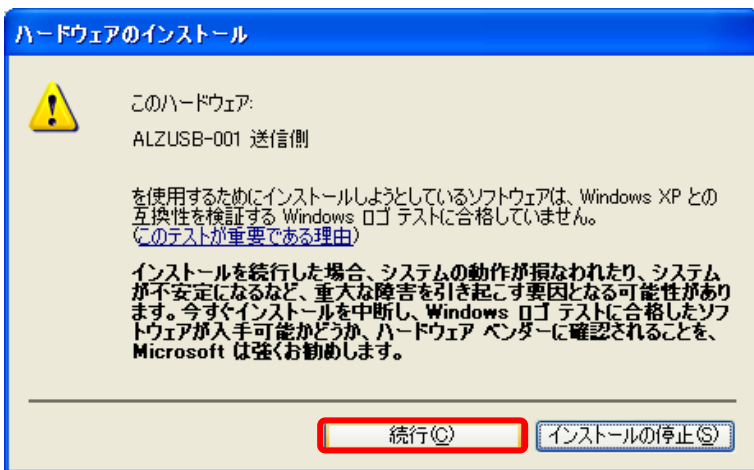 ハードウェアのインストール
このハードウェア:
ALZUSB-001 送信側
を使用するためにインストールしようとしているソフトウェアは、Windows XP との
互換性を検証する Windows ロゴ テストに合格していません。
(このテストが重要である理由)
インストールを続行した場合、システムの動作が損なわれたり、システム
が不安定になるなど、重大な障害を引き起こす要因となる可能性があり
ます。今すぐインストールを中断し、Windows ロゴ テストに合格したソフ
トウェアが入手可能かどうか、ハードウェア ベンダーに確認されることを、
Microsoft は強くお勧めします。
続行(C)
インストールの停止(S)